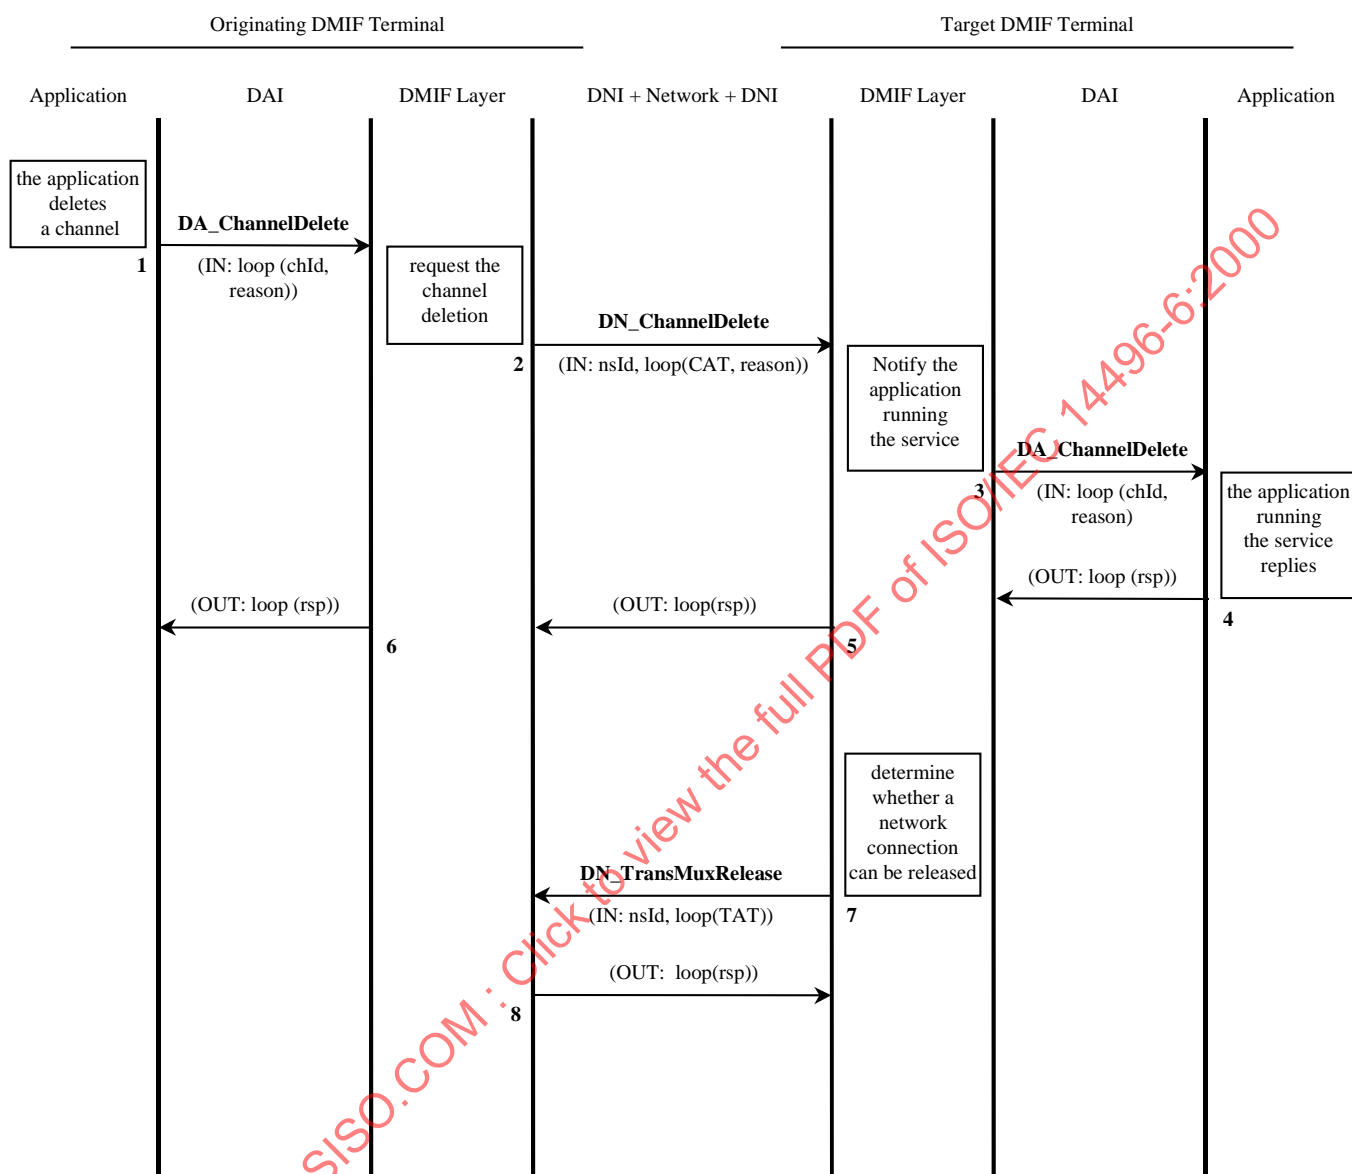 Originating DMIF Terminal
Target DMIF Terminal
Application
DAI
DMIF Layer
DNI + Network + DNI
DMIF Layer
DAI
Application
the application
deletes
a channel
1
DA_ChannelDelete
(IN: loop (chId,
reason))
request the
channel
deletion
2
DN_ChannelDelete
(IN: nsId, loop(CAT, reason))
Notify the
application
running
the service
3
DA_ChannelDelete
(IN: loop (chId,
reason)
the application
running
the service
replies
4
(OUT: loop (rsp))
5
(OUT: loop(rsp))
6
(OUT: loop (rsp))
determine
whether a
network
connection
can be released
7
DN_TransMuxRelease
(IN: nsId, loop(TAT))
(OUT:  loop(rsp))
8
SISO.COM : Click to view the full PDF of ISO/IEC 14496-6:2000